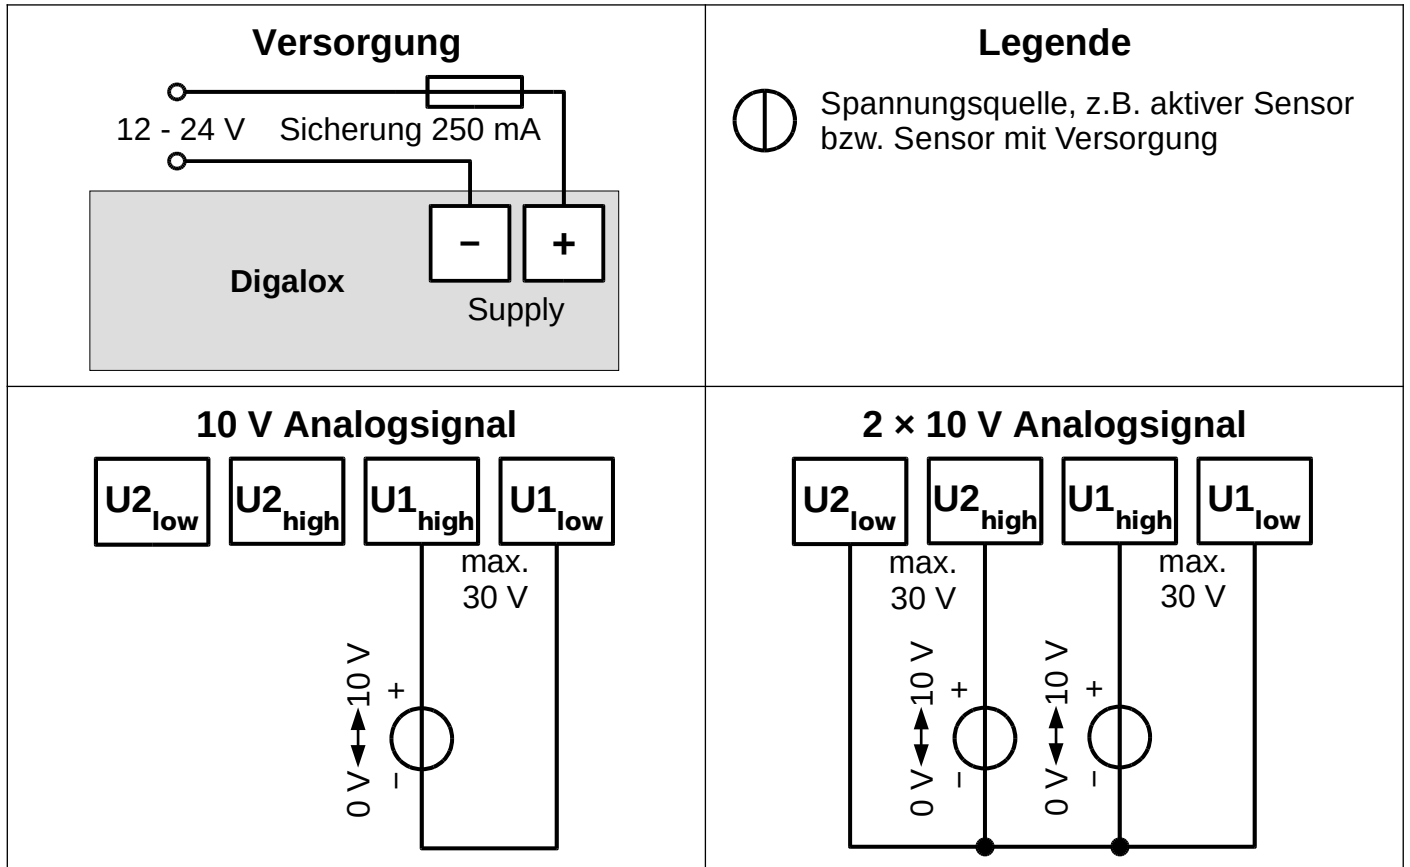 Versorgung
12 - 24 V Sicherung 250 mA
− +
Digalox
Supply
Legende
Spannungsquelle, z.B. aktiver Sensor
bzw. Sensor mit Versorgung
10 V Analogsignal
U2low U2high U1high U1low
max.
30 V
0 V 10 V
+
−
2 × 10 V Analogsignal
U2low U2high U1high U1low
max. max.
30 V 30 V
0 V 10 V 0 V 10 V
+ +
− −